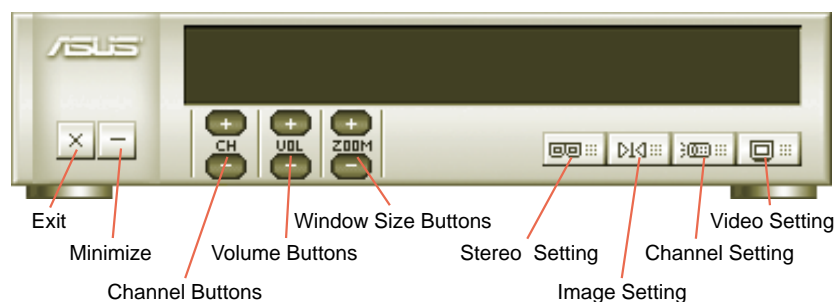 ASUS
+ + +
CH VOL ZOOM
− − −
Exit Window Size Buttons Video Setting
Minimize Volume Buttons Stereo Setting Channel Setting
Channel Buttons Image Setting